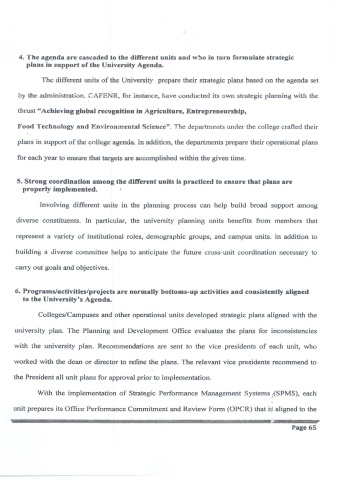 4. The agenda are cascaded to the different units and who in turn formulate strategic
plans in support of the University Agenda.
The different units of the University prepare their strategic plans based on the agenda set
by the administration. CAFENR, for instance, have conducted its own strategic planning with the
thrust "Achieving global recognition in Agriculture, Entrepreneurship,
Food Technology and Environmental Science". The departments under the college crafted their
plans in support of the college agenda. In addition, the departments prepare their operational plans
for each year to ensure that targets are accomplished within the given time.
5. Strong coordination among the different units is practiced to ensure that plans are
properly implemented.
Involving different units in the planning process can help build broad support among
diverse constituents. In particular, the university planning units benefits from members that
represent a variety of institutional roles, demographic groups, and campus units. In addition to
building a diverse committee helps to anticipate the future cross-unit coordination necessary to
carry out goals and objectives.
6. Programs/activities/projects are normally bottoms-up activities and consistently aligned
to the University's Agenda.
Colleges/Campuses and other operational units developed strategic plans aligned with the
university plan. The Planning and Development Office evaluates the plans for inconsistencies
with the university plan. Recommendations are sent to the vice presidents of each unit, who
worked with the dean or director to refine the plans. The relevant vice presidents recommend to
the President all unit plans for approval prior to implementation.
With the implementation of Strategic Performance Management Systems (SPMS), each
unit prepares its Office Performance Commitment and Review Form (OPCR) that is aligned to the
Page 65